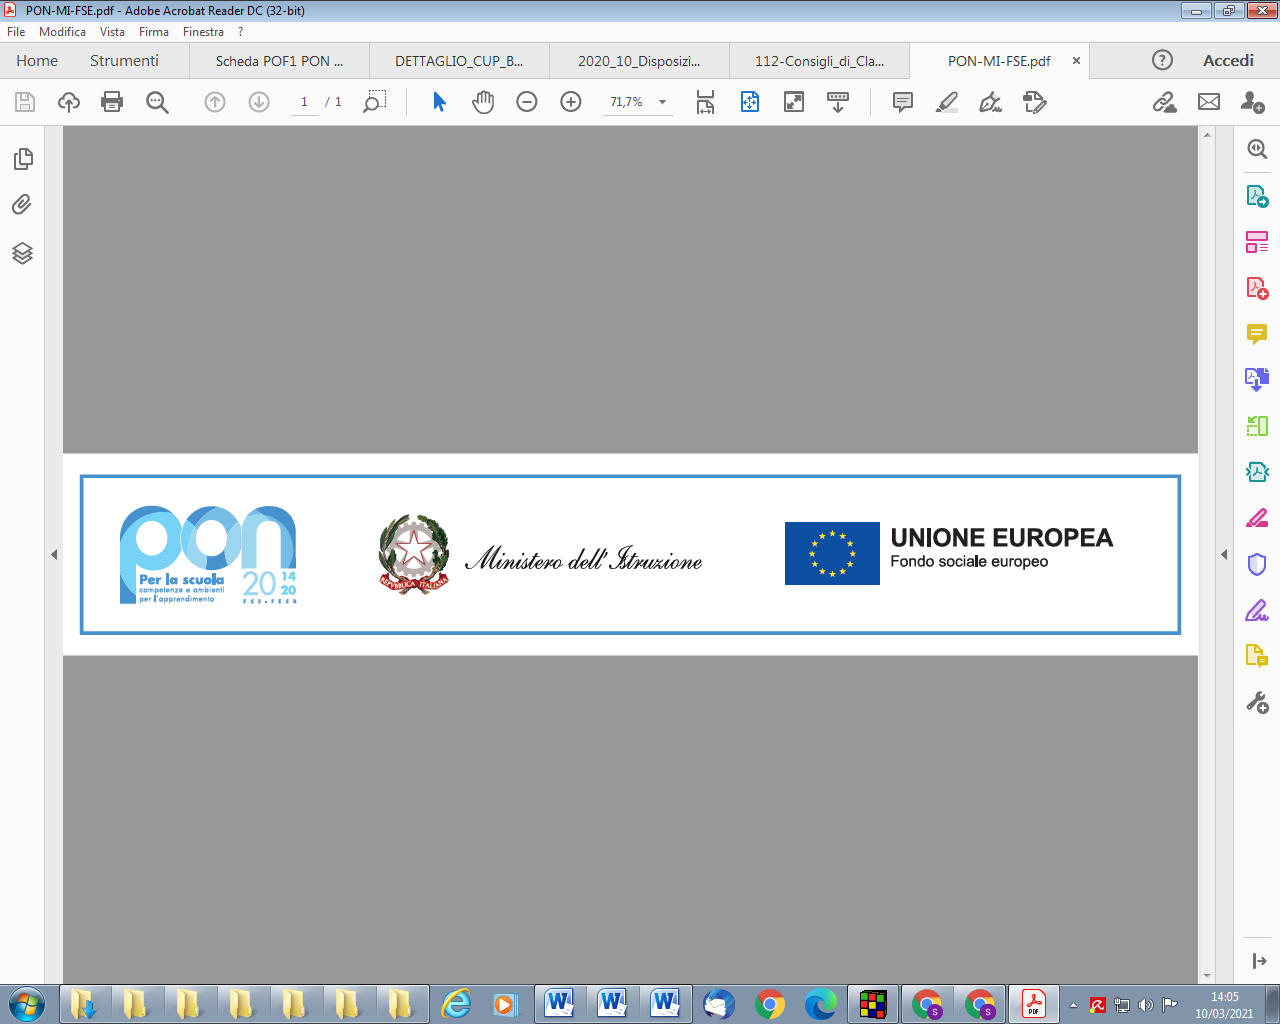 PON-MI-FSE.pdf - Adobe Acrobat Reader DC (32-bit)
File Modifica Vista Firma Finestra ?
Home Strumenti Scheda POF1 PON ... DETTAGLIO_CUP_B... 2020_10_Disposizi... 112-Consigli_di_Cla... PON-MI-FSE.pdf × ? Accedi
1 / 1 71,7%
pon
Per la scuola
competenze e ambienti
per l'apprendimento
20 14
20
FSE-FESR
REPVBBLICA ITALIANA
Ministero dell' Istruzione
UNIONE EUROPEA
Fondo sociale europeo
14:05
10/03/2021